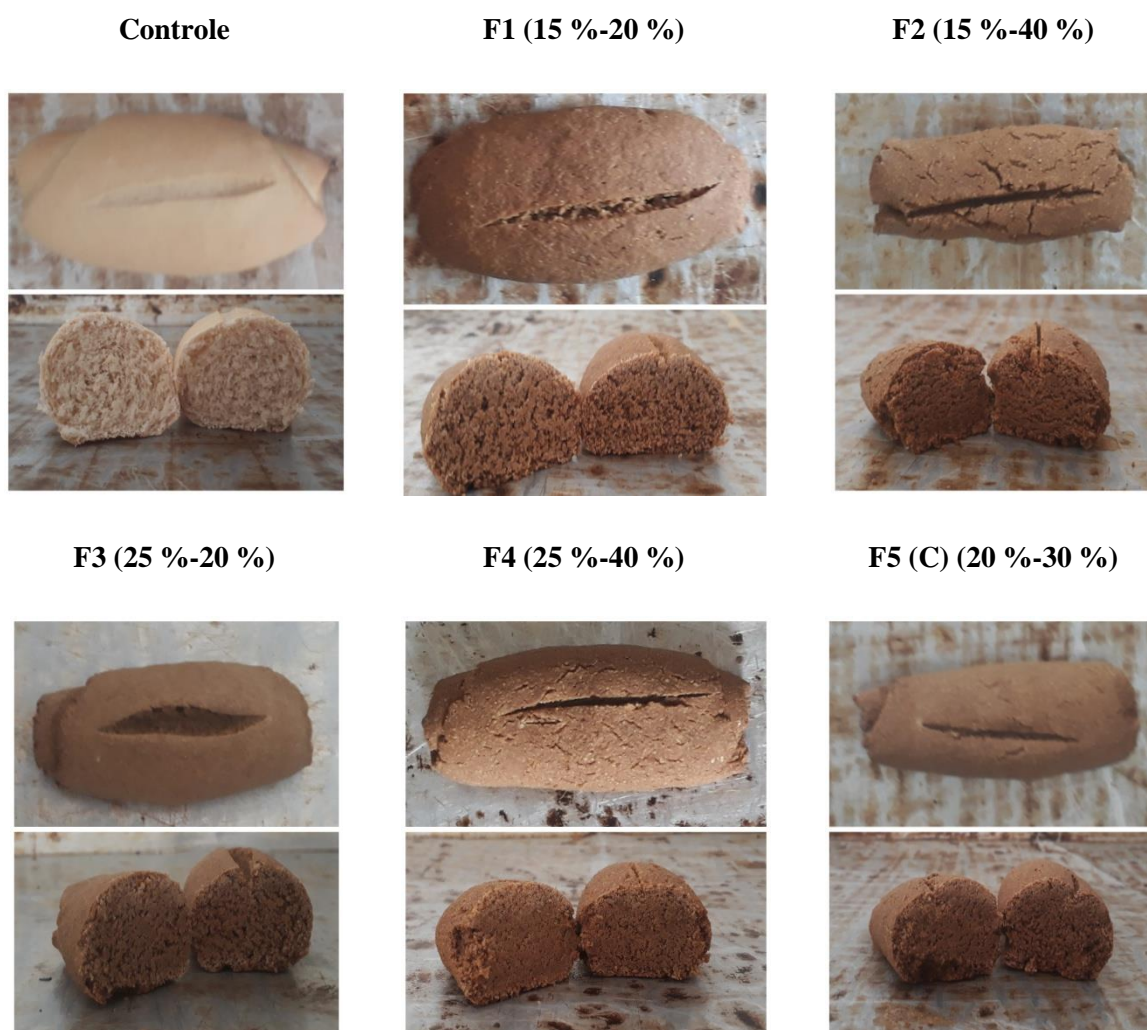 Controle
F1 (15 %-20 %)
F2 (15 %-40 %)
F3 (25 %-20 %)
F4 (25 %-40 %)
F5 (C) (20 %-30 %)